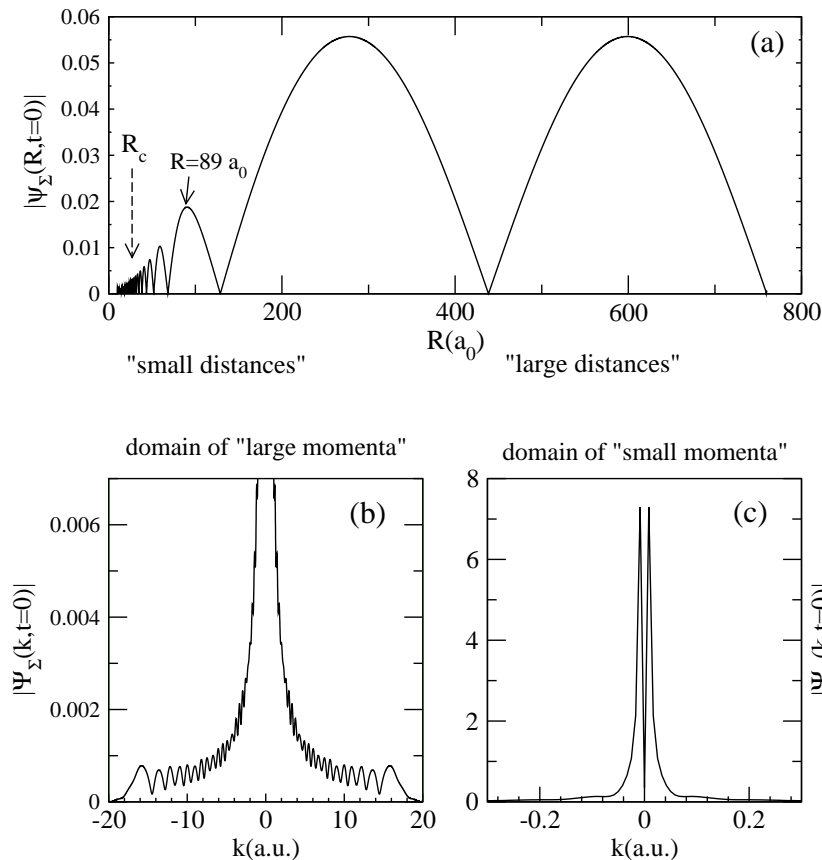 0.06
(a)
0.05
0.04
0.03
R_c
R=89 a_0
0.02
0.01
0
|ψ_Σ(R,t=0)|
0 200 400 600 800
R(a_0)
"small distances" "large distances"
domain of "large momenta"
(b)
0.006
0.004
0.002
0
|Ψ_Σ(k,t=0)|
-20 -10 0 10 20
k(a.u.)
domain of "small momenta"
8
(c)
6
4
2
0
-0.2 0 0.2
k(a.u.)
|Ψ_Σ(k,t=0)|